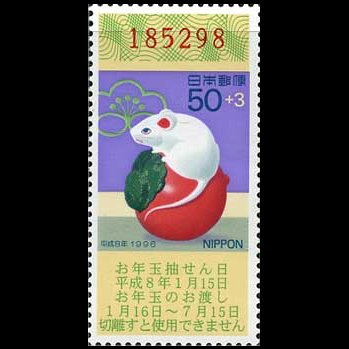 185298
日本郵便
50+3
平成8年 1996
NIPPON
お年玉抽せん日
平成8年1月15日
お年玉のお渡し
1月16日〜7月15日
切離すと使用できません